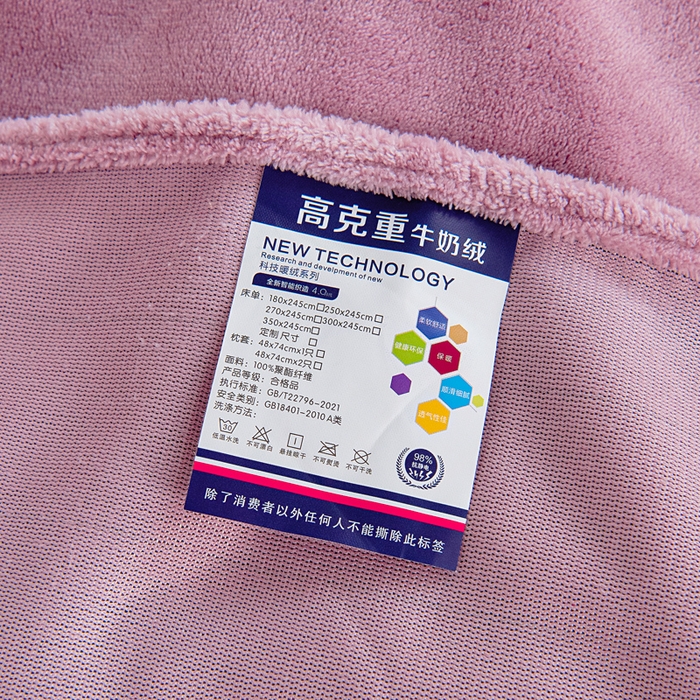 高克重牛奶绒
NEW TECHNOLOGY
Research and develpment of new
科技暖绒系列
全新智能织造 4.0
床单：180x245cm□250x245cm□
270x245cm□300x245cm□
350x245cm□
定制 尺寸 □
枕套：48x74cmx1只□
48x74cmx2只□
面料：100%聚酯纤维
产品等级：合格品
执行标准：GB/T22796-2021
安全类别：GB18401-2010 A类
洗涤方法：
柔软舒适
健康环保
保暖
顺滑细腻
透气性佳
30
低温水洗 不可漂白 悬挂晾干 不可熨烫 不可干洗
98%
抗静电
除了消费者以外任何人不能撕除此标签